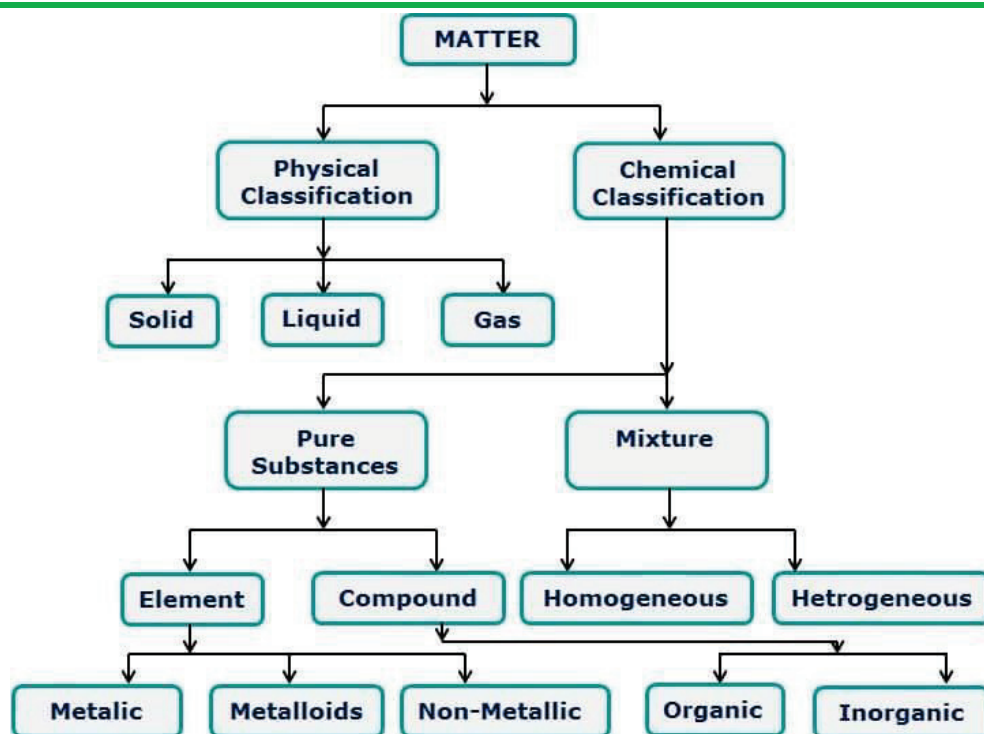 MATTER
Physical
Classification
Chemical
Classification
Solid
Liquid
Gas
Pure
Substances
Mixture
Element
Compound
Homogeneous
Hetrogeneous
Metalic
Metalloids
Non-Metallic
Organic
Inorganic